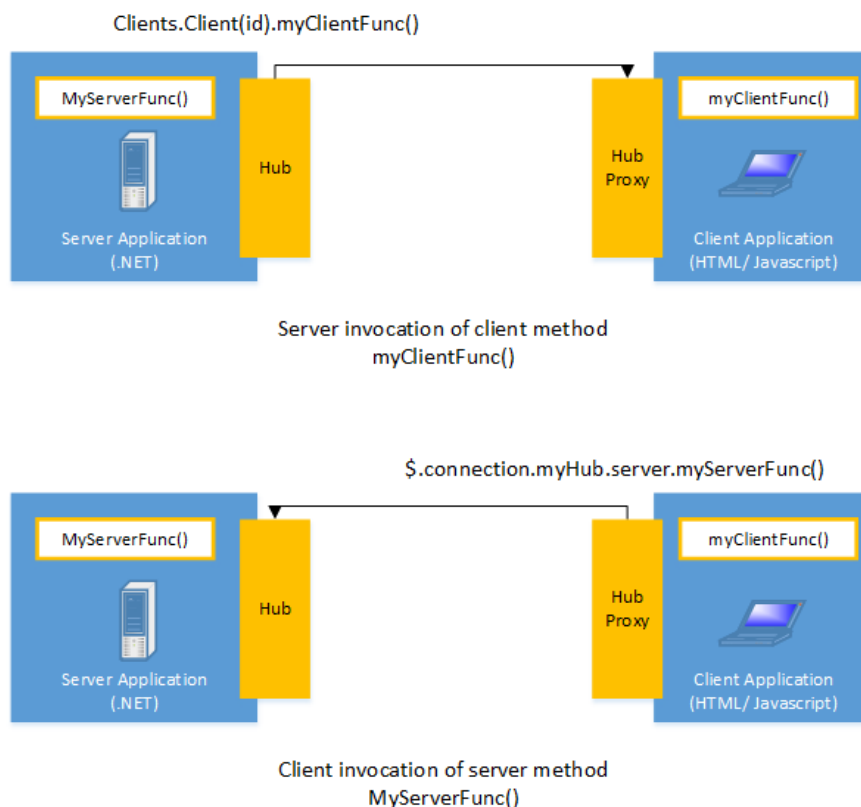 Clients.Client(id).myClientFunc()
MyServerFunc()
myClientFunc()
Hub
Hub
Proxy
Server Application
(.NET)
Client Application
(HTML/ Javascript)
Server invocation of client method
myClientFunc()
$.connection.myHub.server.myServerFunc()
MyServerFunc()
myClientFunc()
Hub
Hub
Proxy
Server Application
(.NET)
Client Application
(HTML/ Javascript)
Client invocation of server method
MyServerFunc()